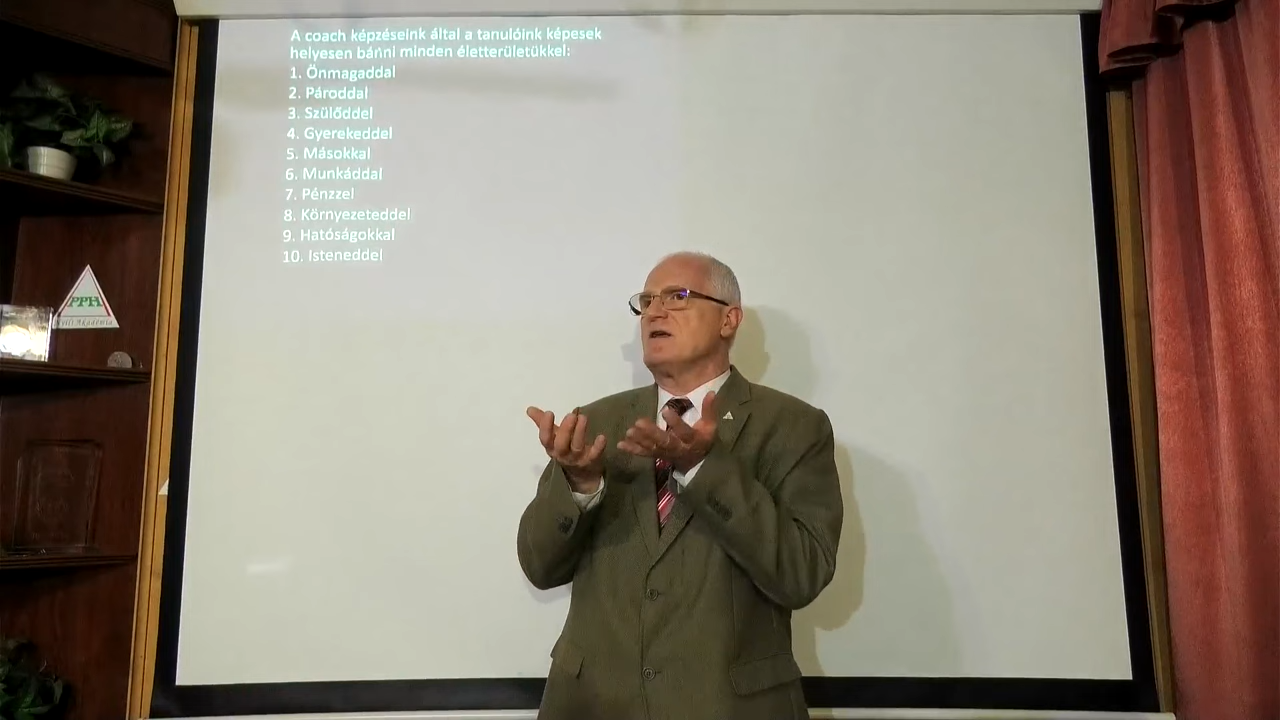 A coach képzéseink által a tanulóink képesek
helyesen bánni minden életterületükkel:
1. Önmagaddal
2. Pároddal
3. Szülőddel
4. Gyerekeddel
5. Másokkal
6. Munkáddal
7. Pénzzel
8. Környezeteddel
9. Hatóságokkal
10. Isteneddel
PPH
Akadémia